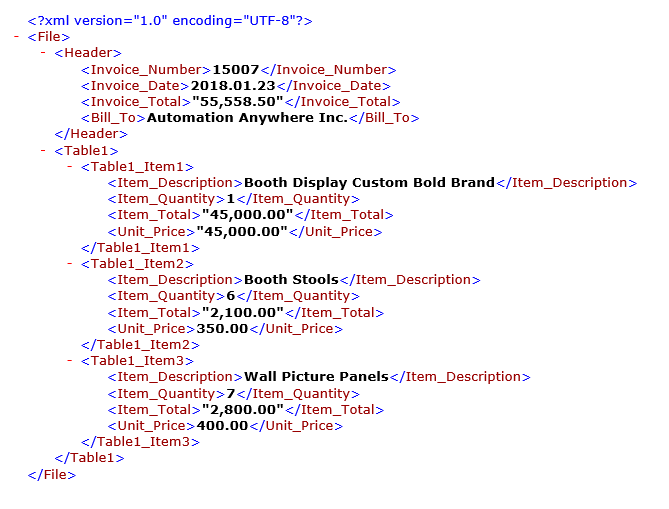 <?xml version="1.0" encoding="UTF-8"?>
- <File>
- <Header>
<Invoice_Number>15007</Invoice_Number>
<Invoice_Date>2018.01.23</Invoice_Date>
<Invoice_Total>"55,558.50"</Invoice_Total>
<Bill_To>Automation Anywhere Inc.</Bill_To>
</Header>
- <Table1>
- <Table1_Item1>
<Item_Description>Booth Display Custom Bold Brand</Item_Description>
<Item_Quantity>1</Item_Quantity>
<Item_Total>"45,000.00"</Item_Total>
<Unit_Price>"45,000.00"</Unit_Price>
</Table1_Item1>
- <Table1_Item2>
<Item_Description>Booth Stools</Item_Description>
<Item_Quantity>6</Item_Quantity>
<Item_Total>"2,100.00"</Item_Total>
<Unit_Price>350.00</Unit_Price>
</Table1_Item2>
- <Table1_Item3>
<Item_Description>Wall Picture Panels</Item_Description>
<Item_Quantity>7</Item_Quantity>
<Item_Total>"2,800.00"</Item_Total>
<Unit_Price>400.00</Unit_Price>
</Table1_Item3>
</Table1>
</File>